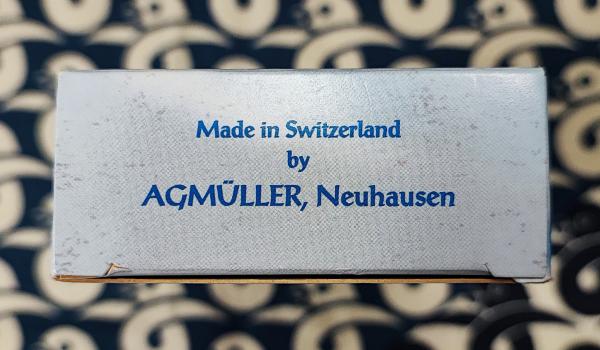 Made in Switzerland
by
AGMÜLLER, Neuhausen